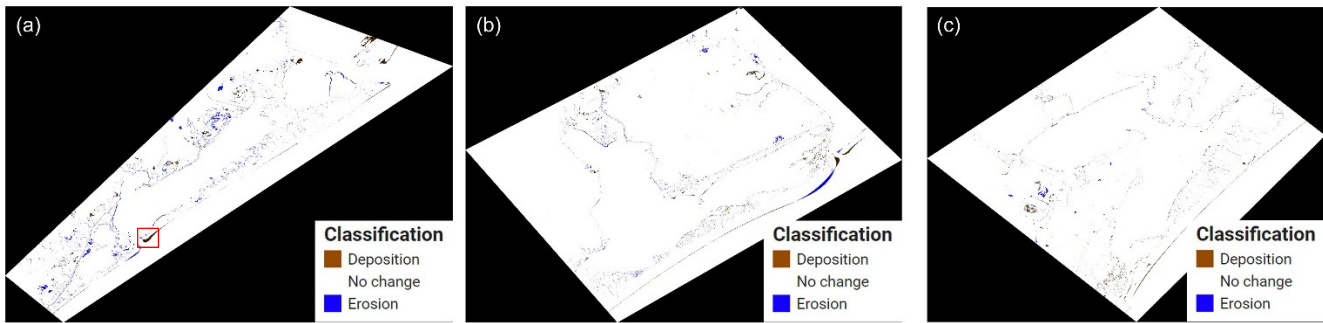 (a)
Classification
Deposition
No change
Erosion
(b)
Classification
Deposition
No change
Erosion
(c)
Classification
Deposition
No change
Erosion